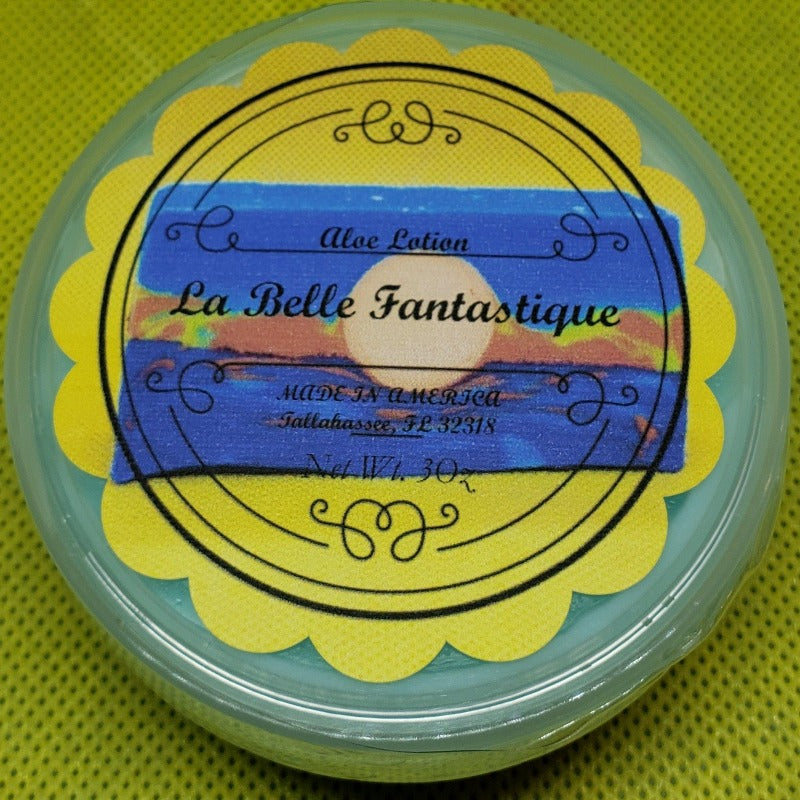 Aloe Lotion
La Belle Fantastique
MADE IN AMERICA
Tallahassee, FL 32318
Net Wt. 3Oz